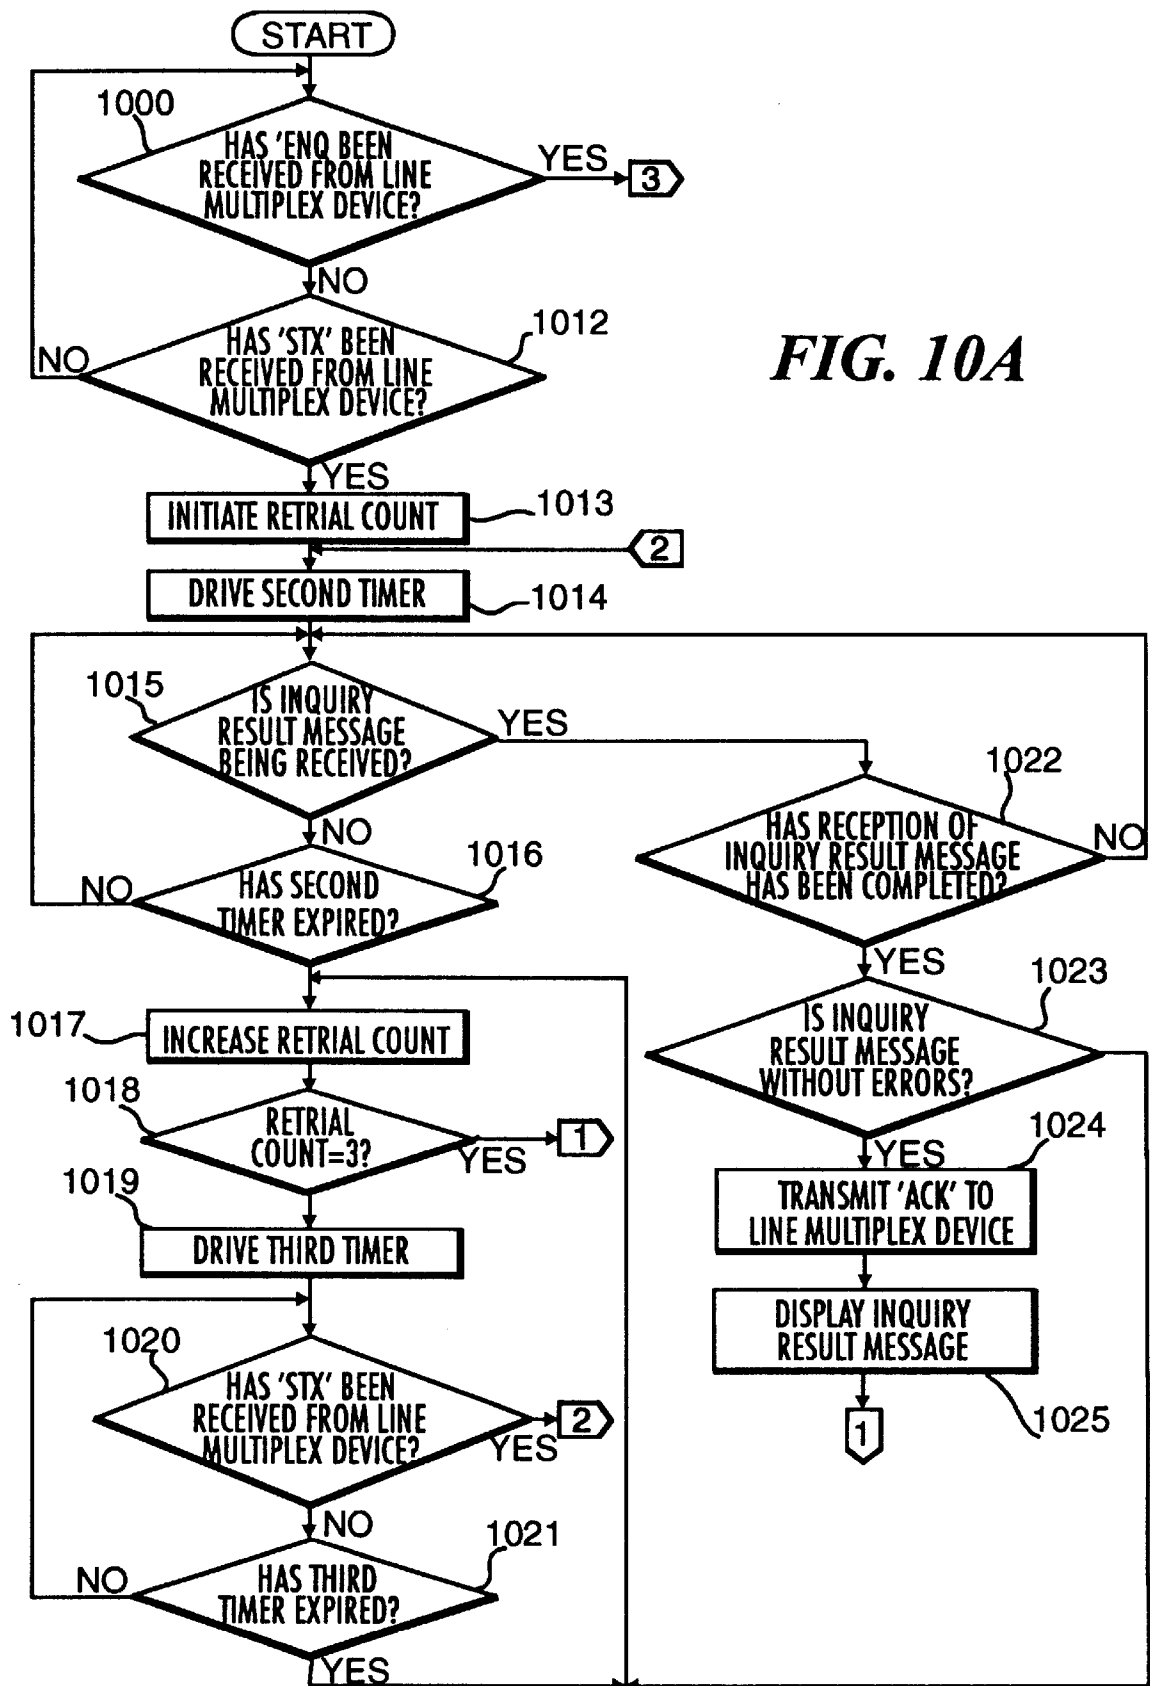 START
1000
HAS 'ENQ BEEN
RECEIVED FROM LINE
MULTIPLEX DEVICE?
YES
3
NO
1012
HAS 'STX' BEEN
RECEIVED FROM LINE
MULTIPLEX DEVICE?
NO
FIG. 10A
YES
INITIATE RETRIAL COUNT
1013
2
DRIVE SECOND TIMER
1014
1015
IS INQUIRY
RESULT MESSAGE
BEING RECEIVED?
YES
NO
1016
HAS SECOND
TIMER EXPIRED?
NO
1022
HAS RECEPTION OF
INQUIRY RESULT MESSAGE
HAS BEEN COMPLETED?
NO
YES
1023
IS INQUIRY
RESULT MESSAGE
WITHOUT ERRORS?
YES
1024
TRANSMIT 'ACK' TO
LINE MULTIPLEX DEVICE
DISPLAY INQUIRY
RESULT MESSAGE
1025
1
1017
INCREASE RETRIAL COUNT
1018
RETRIAL
COUNT=3?
YES
1
1019
DRIVE THIRD TIMER
1020
HAS 'STX' BEEN
RECEIVED FROM LINE
MULTIPLEX DEVICE?
YES
2
NO
1021
HAS THIRD
TIMER EXPIRED?
NO
YES